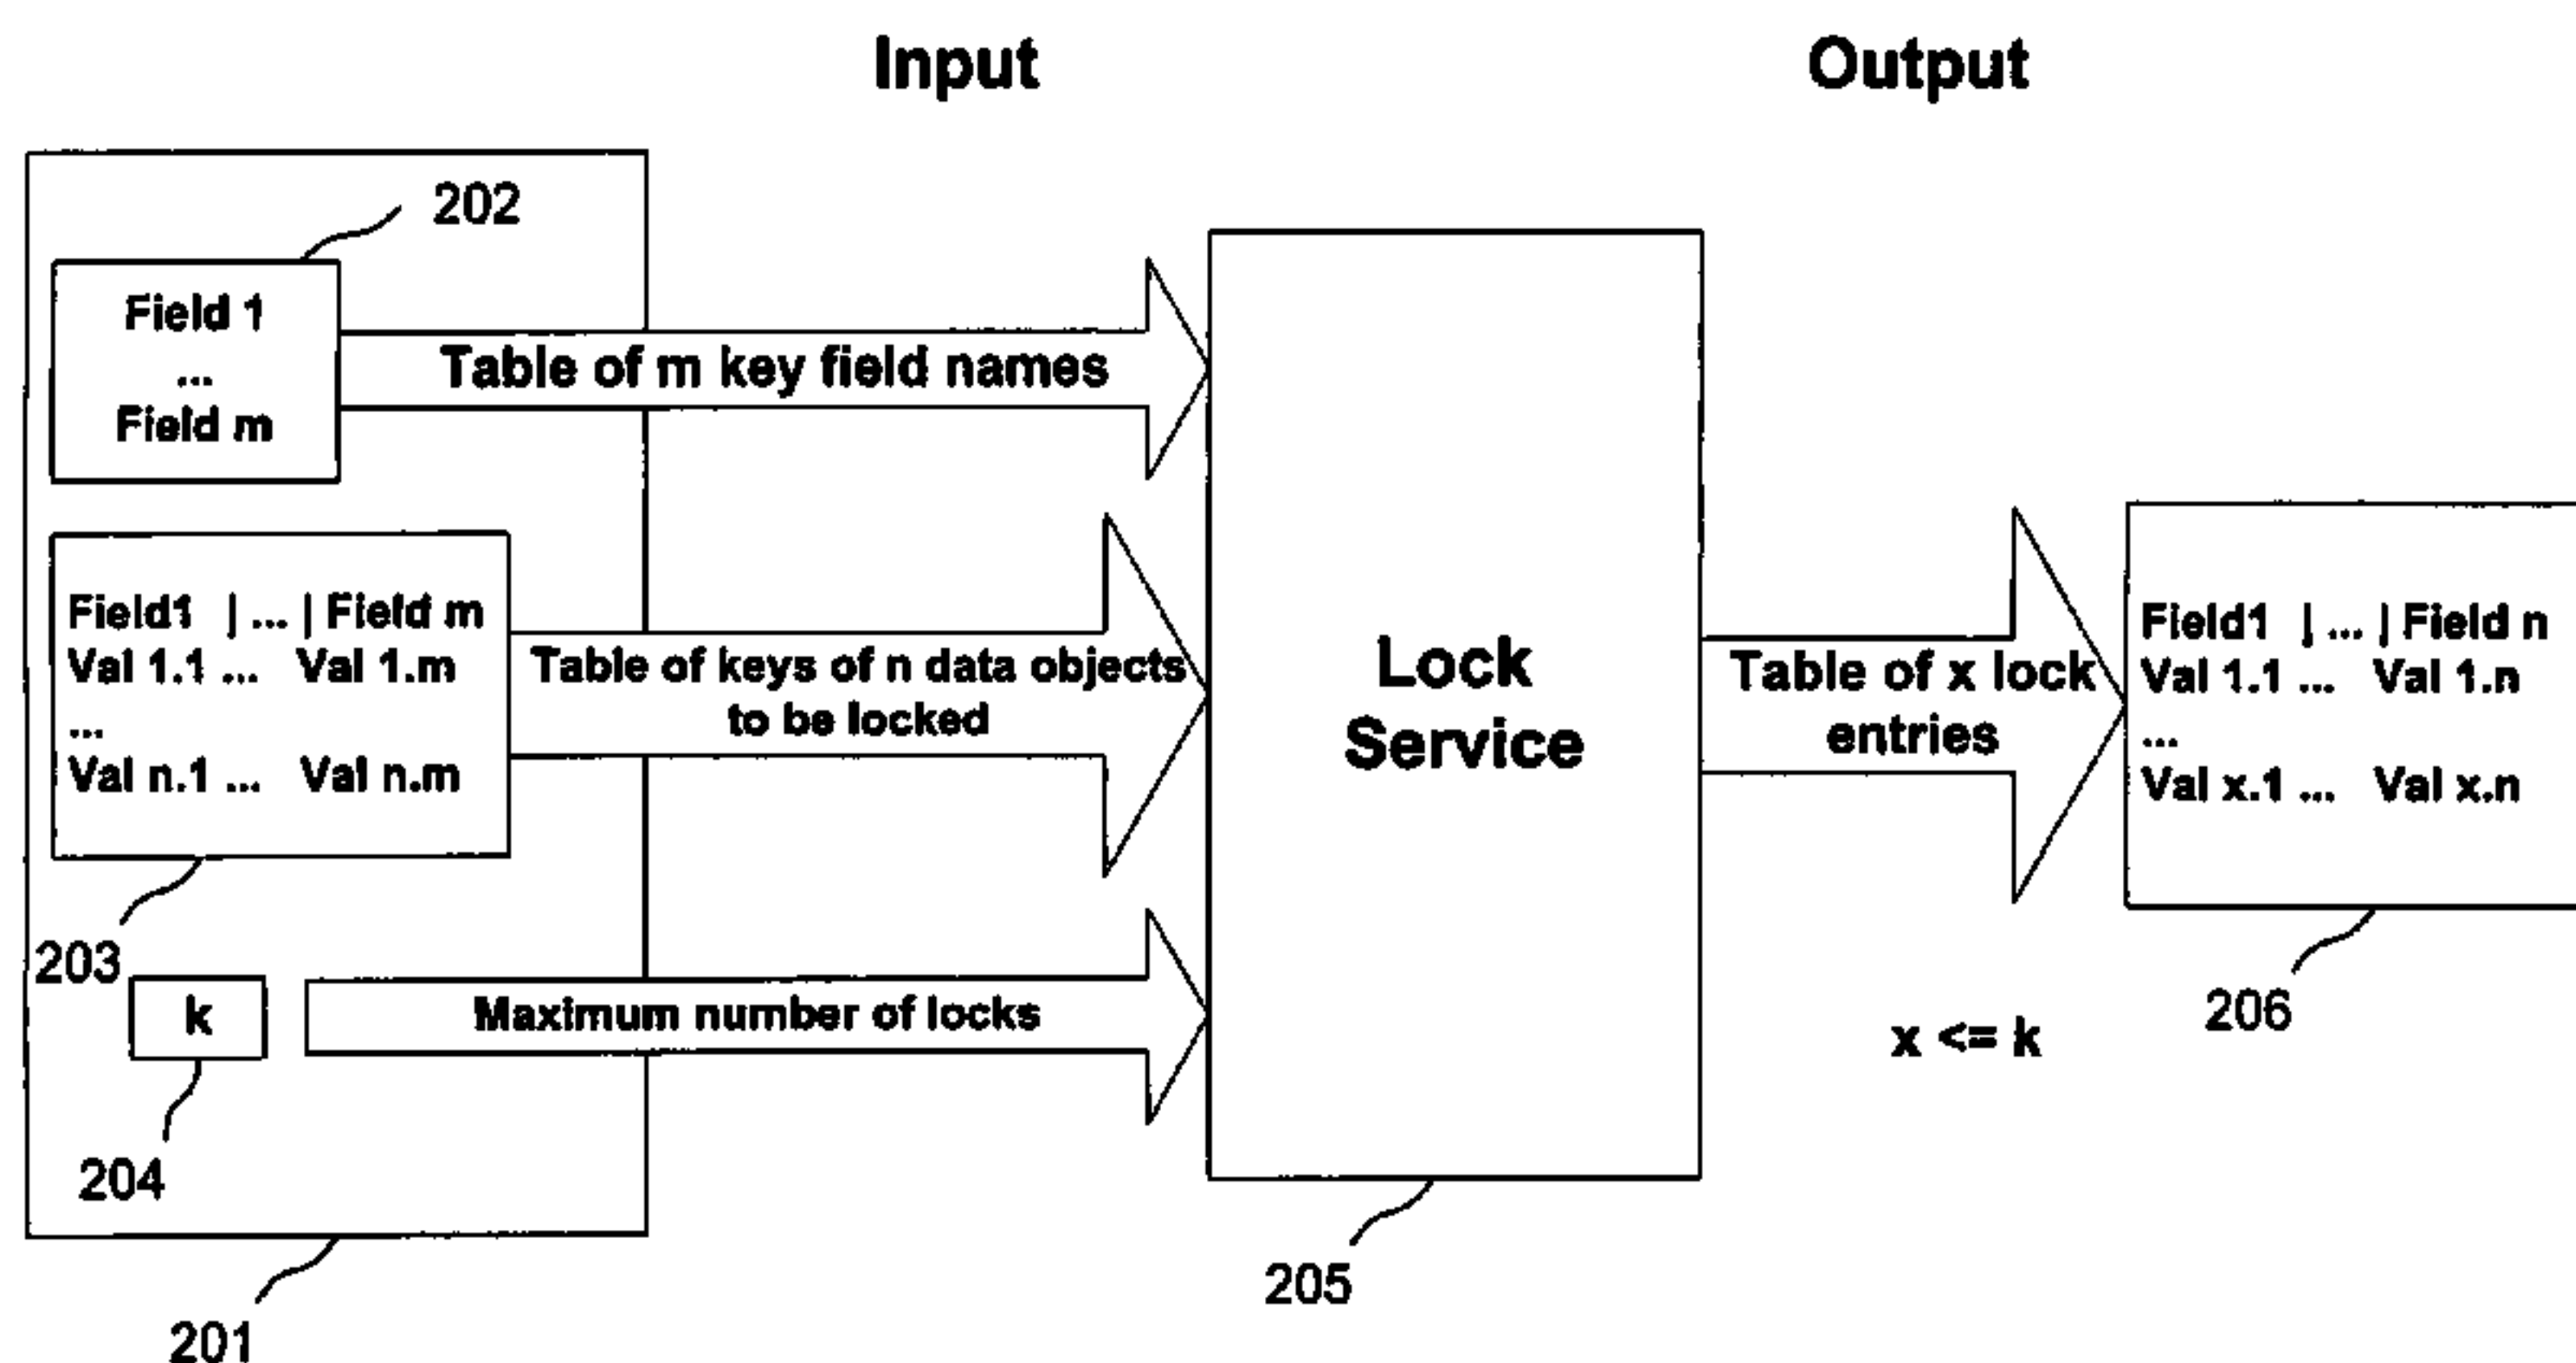 Input
Output
202
Field 1
...
Field m
Table of m key field names
Field1 | ... | Field m
Val 1.1 ... Val 1.m
...
Val n.1 ... Val n.m
Table of keys of n data objects
to be locked
203
k
Maximum number of locks
204
201
Lock
Service
205
Table of x lock
entries
x <= k
Field1 | ... | Field n
Val 1.1 ... Val 1.n
...
Val x.1 ... Val x.n
206